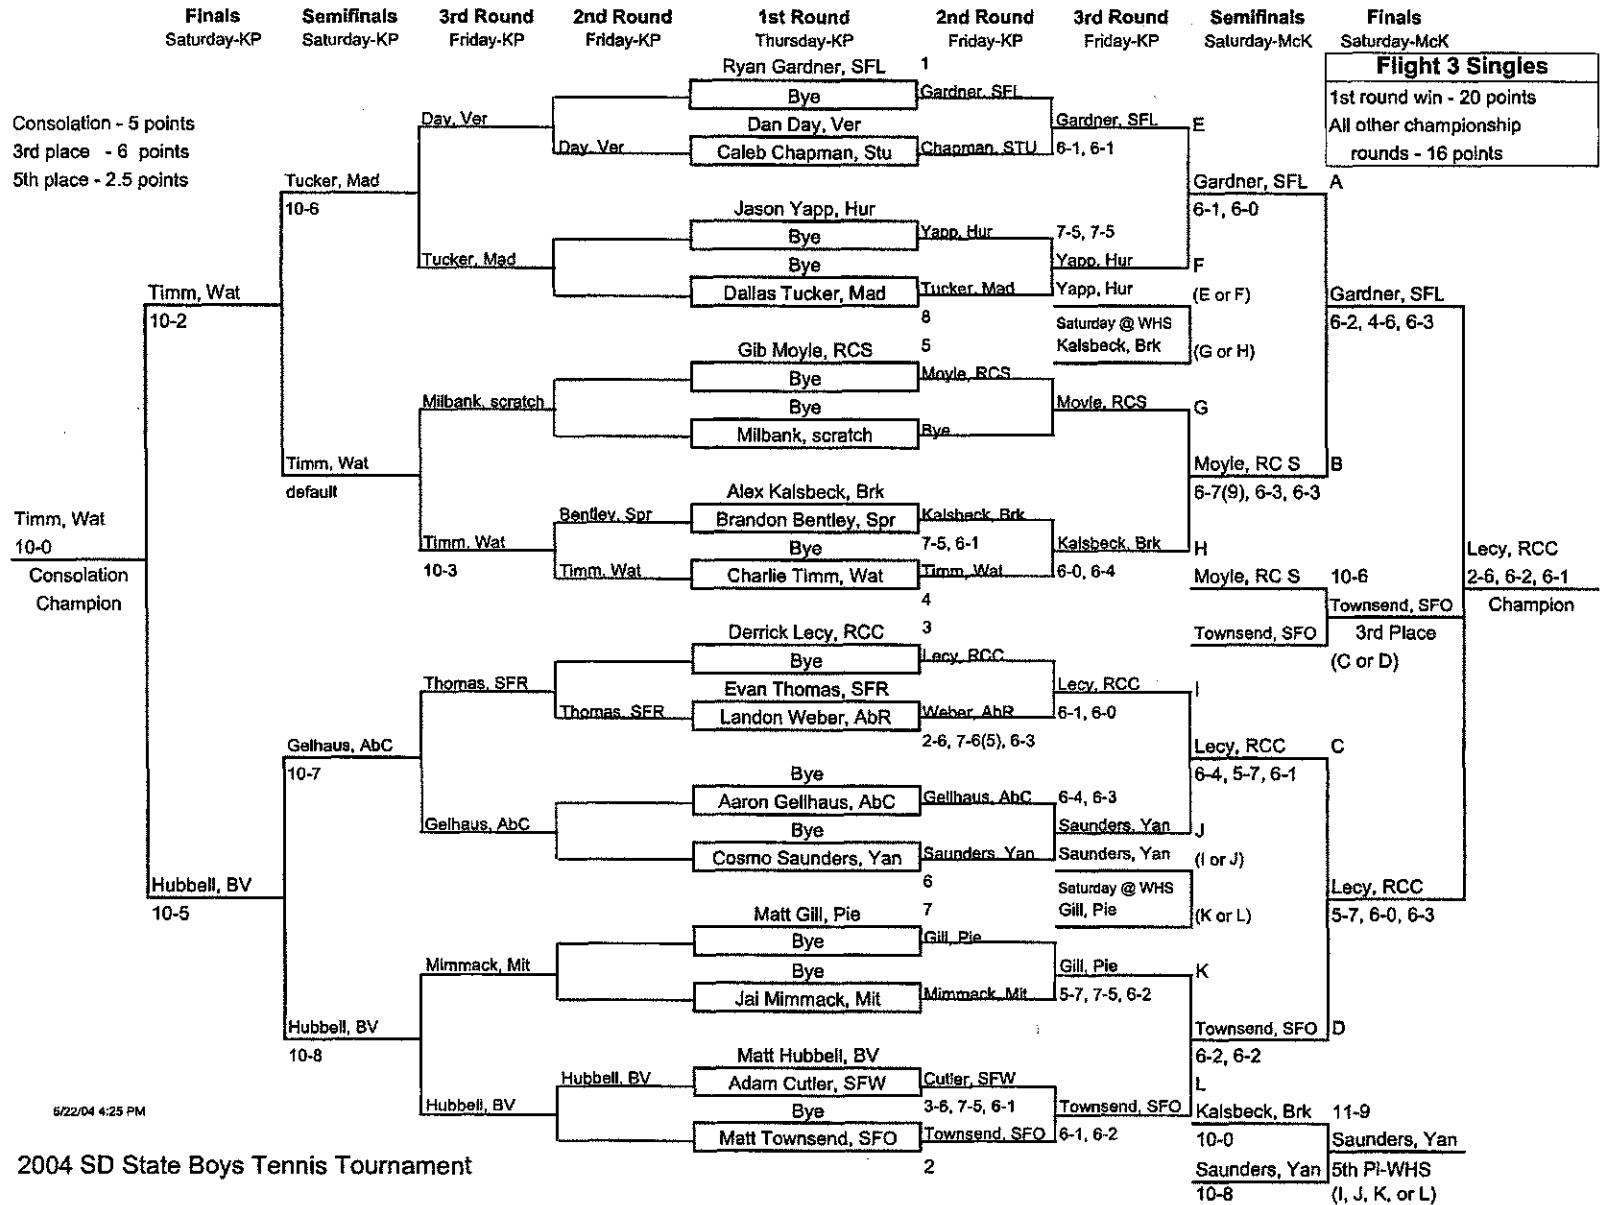 Finals
Saturday-KP
Semifinals
Saturday-KP
3rd Round
Friday-KP
2nd Round
Friday-KP
1st Round
Thursday-KP
2nd Round
Friday-KP
3rd Round
Friday-KP
Semifinals
Saturday-McK
Finals
Saturday-McK
Flight 3 Singles
1st round win - 20 points
All other championship
rounds - 16 points
Consolation - 5 points
3rd place - 6 points
5th place - 2.5 points
Timm, Wat
10-0
Consolation
Champion
Timm, Wat
10-2
Hubbell, BV
10-5
Tucker, Mad
10-6
Timm, Wat
default
Gelhaus, AbC
10-7
Hubbell, BV
10-8
Day, Ver
Tucker, Mad
Milbank, scratch
Timm, Wat
10-3
Thomas, SFR
Gelhaus, AbC
Mimmack, Mit
Hubbell, BV
Day, Ver
Bentley, Spr
Timm, Wat
Thomas, SFR
Hubbell, BV
Ryan Gardner, SFL
Bye
Dan Day, Ver
Caleb Chapman, Stu
Jason Yapp, Hur
Bye
Bye
Dallas Tucker, Mad
Gib Moyle, RCS
Bye
Bye
Milbank, scratch
Alex Kalsbeck, Brk
Brandon Bentley, Spr
Bye
Charlie Timm, Wat
Derrick Lecy, RCC
Bye
Evan Thomas, SFR
Landon Weber, AbR
Bye
Aaron Gellhaus, AbC
Bye
Cosmo Saunders, Yan
Matt Gill, Pie
Bye
Bye
Jai Mimmack, Mit
Matt Hubbell, BV
Adam Cutler, SFW
Bye
Matt Townsend, SFO
1
Gardner, SFL
Chapman, STU
Yapp, Hur
Tucker, Mad
8
5
Moyle, RCS
Bye
Kalsbeck, Brk
7-5, 6-1
Timm, Wat
4
3
Lecy, RCC
Weber, AbR
2-6, 7-6(5), 6-3
Gellhaus, AbC
Saunders, Yan
6
7
Gill, Pie
Mimmack, Mit
Cutler, SFW
3-6, 7-5, 6-1
Townsend, SFO
2
Gardner, SFL
6-1, 6-1
7-5, 7-5
Yapp, Hur
Yapp, Hur
Saturday @ WHS
Kalsbeck, Brk
Moyle, RCS
Kalsbeck, Brk
6-0, 6-4
Lecy, RCC
6-1, 6-0
6-4, 6-3
Saunders, Yan
Saunders, Yan
Saturday @ WHS
Gill, Pie
Gill, Pie
5-7, 7-5, 6-2
Townsend, SFO
6-1, 6-2
E
Gardner, SFL
6-1, 6-0
F
(E or F)
(G or H)
G
Moyle, RC S
6-7(9), 6-3, 6-3
H
Moyle, RC S
Townsend, SFO
I
Lecy, RCC
6-4, 5-7, 6-1
J
(I or J)
(K or L)
K
Townsend, SFO
6-2, 6-2
L
Kalsbeck, Brk
10-0
Saunders, Yan
10-8
A
Gardner, SFL
6-2, 4-6, 6-3
B
10-6
Townsend, SFO
3rd Place
(C or D)
C
Lecy, RCC
5-7, 6-0, 6-3
D
11-9
Saunders, Yan
5th Pl-WHS
(I, J, K, or L)
Lecy, RCC
2-6, 6-2, 6-1
Champion
5/22/04 4:25 PM
2004 SD State Boys Tennis Tournament